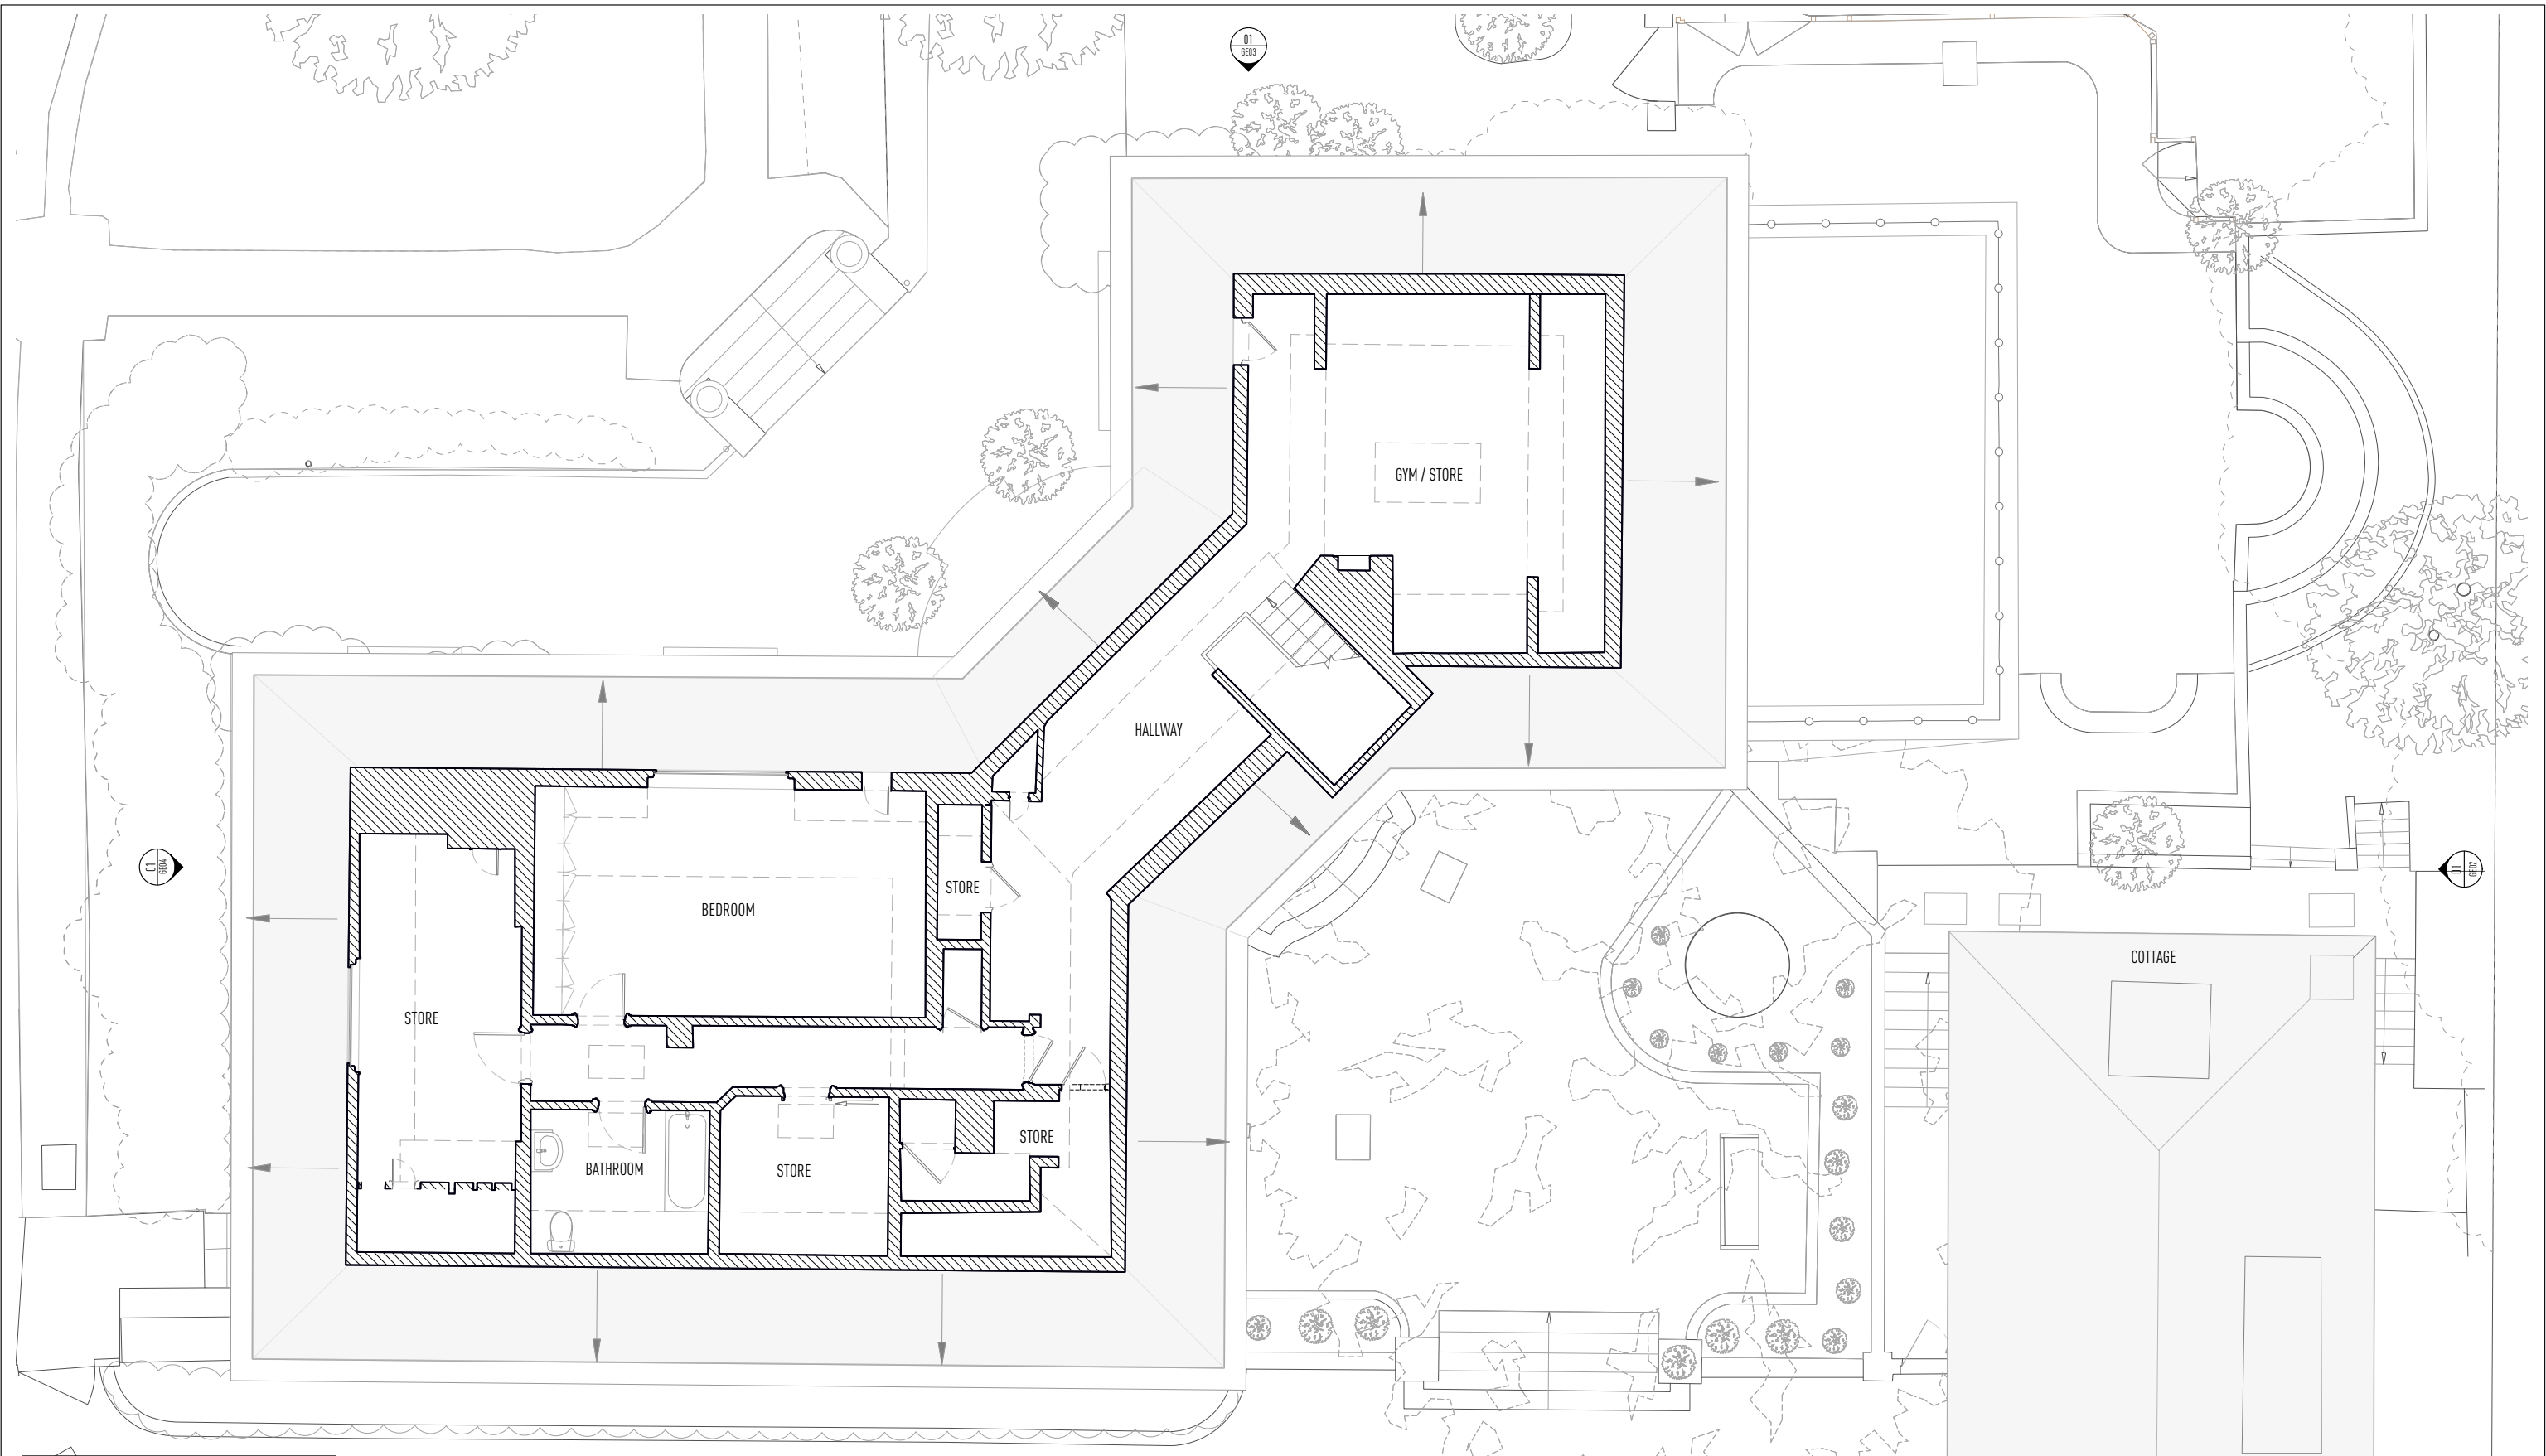 01
GE03
GYM / STORE
HALLWAY
01
GE04
STORE
BEDROOM
01
GE02
COTTAGE
STORE
STORE
BATHROOM
STORE